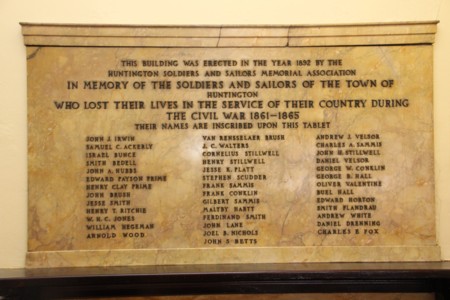 THIS BUILDING WAS ERECTED IN THE YEAR 1892 BY THE
HUNTINGTON SOLDIERS AND SAILORS MEMORIAL ASSOCIATION
IN MEMORY OF THE SOLDIERS AND SAILORS OF THE TOWN OF
HUNTINGTON
WHO LOST THEIR LIVES IN THE SERVICE OF THEIR COUNTRY DURING
THE CIVIL WAR 1861–1865
THEIR NAMES ARE INSCRIBED UPON THIS TABLET
JOHN J. IRWIN
SAMUEL C. ACKERLY
ISRAEL BUNCE
SMITH BEDELL
JOHN A. HUBBS
EDWARD PAYSON PRIME
HENRY CLAY PRIME
JOHN BRUSH
JESSE SMITH
HENRY T. RITCHIE
W. H. C. JONES
WILLIAM HEGEMAN
ARNOLD WOOD
VAN RENSSELAER BRUSH
J. C. WALTERS
CORNELIUS STILLWELL
HENRY STILLWELL
JESSE K. PLATT
STEPHEN SCUDDER
FRANK SAMMIS
FRANK CONKLIN
GILBERT SAMMIS
MALTBY HARTT
FERDINAND SMITH
JOHN LANE
JOEL B. NICHOLS
JOHN F. BETTS
ANDREW J. VELSOR
CHARLES A. SAMMIS
JOHN H. STILLWELL
DANIEL VELSOR
GEORGE W. CONKLIN
GEORGE B. HALL
OLIVER VALENTINE
BUEL HALL
EDWARD HORTON
SMITH FLANDRAU
ANDREW WHITE
DANIEL DRENNING
CHARLES E. FOX